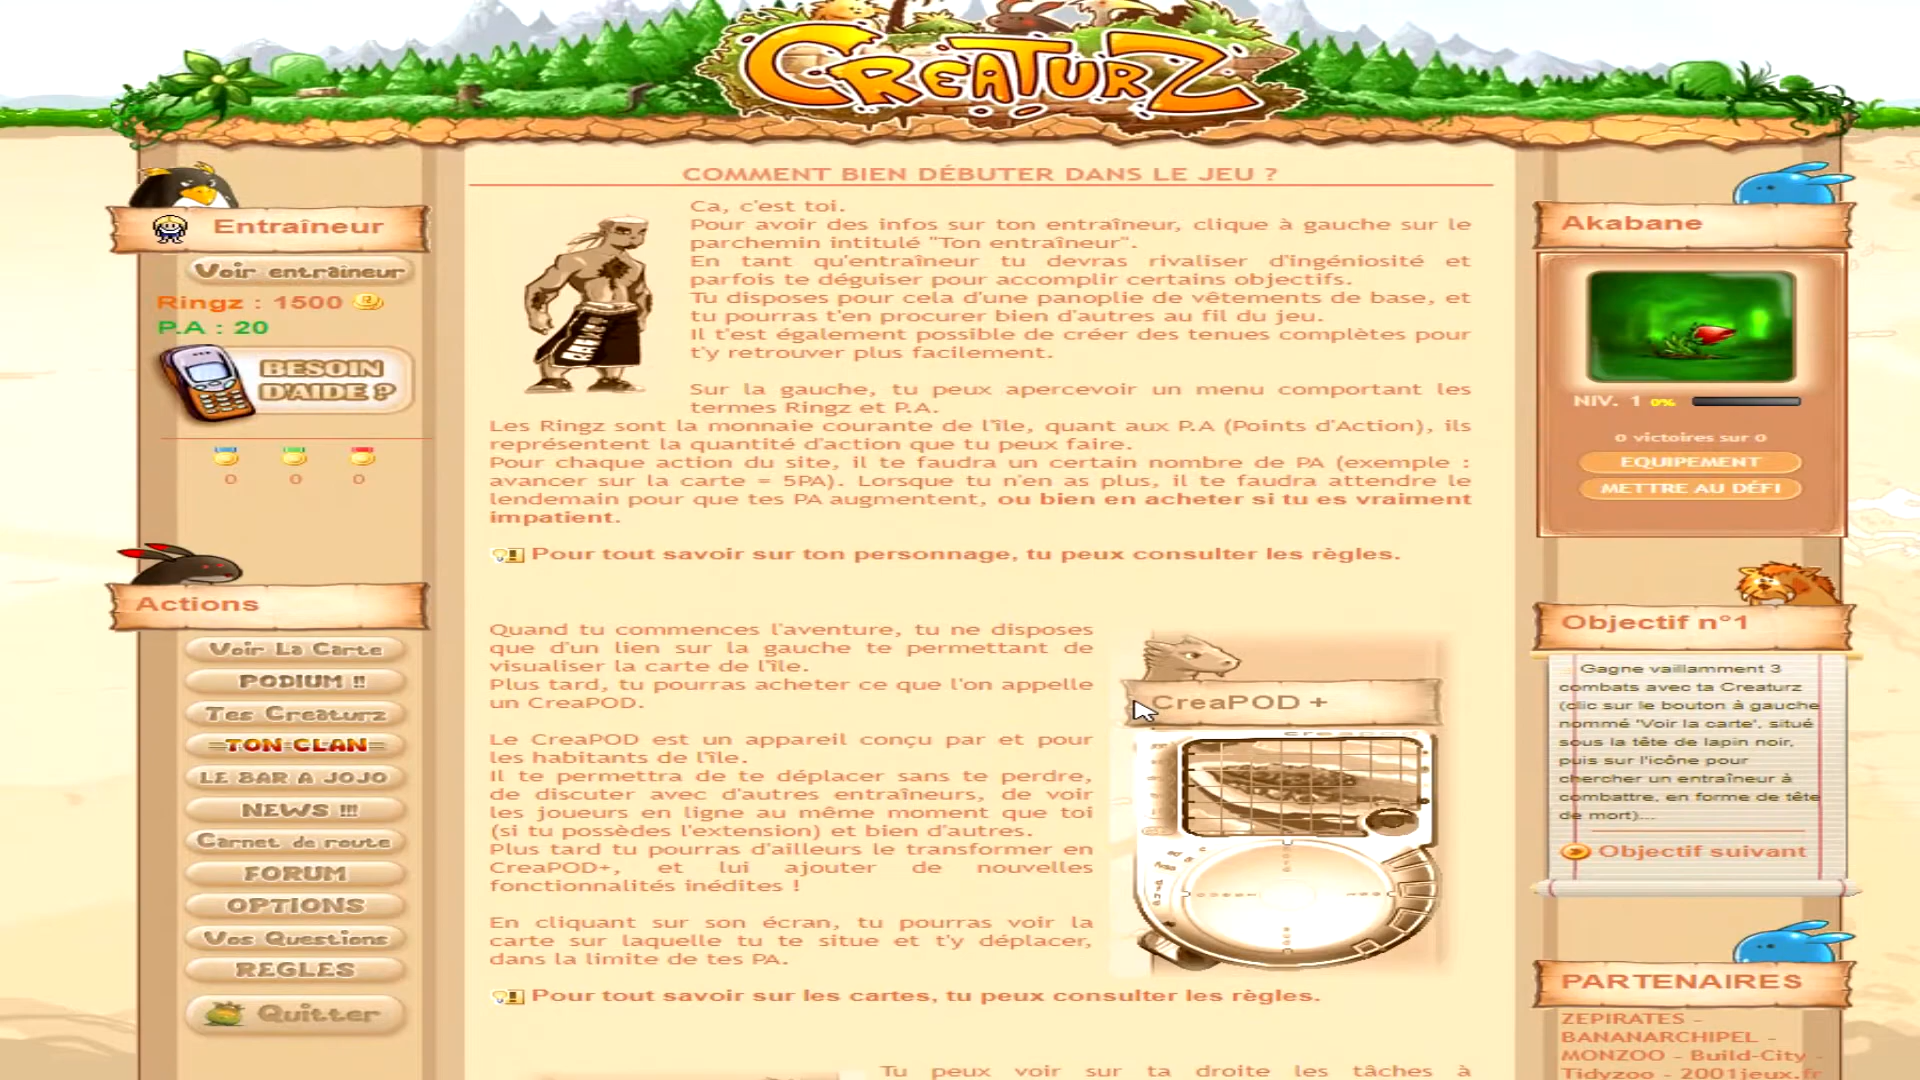 CREATURZ
Entraîneur
Voir entraîneur
Ringz : 1500
P.A : 20
BESOIN
D'AIDE ?
0 0 0
Actions
Voir La Carte
PODIUM !!
Tes Creaturz
=TON CLAN=
LE BAR A JOJO
NEWS !!!
Carnet de route
FORUM
OPTIONS
Vos Questions
REGLES
Quitter
COMMENT BIEN DÉBUTER DANS LE JEU ?
Ca, c'est toi.
Pour avoir des infos sur ton entraîneur, clique à gauche sur le
parchemin intitulé "Ton entraîneur".
En tant qu'entraîneur tu devras rivaliser d'ingéniosité et
parfois te déguiser pour accomplir certains objectifs.
Tu disposes pour cela d'une panoplie de vêtements de base, et
tu pourras t'en procurer bien d'autres au fil du jeu.
Il t'est également possible de créer des tenues complètes pour
t'y retrouver plus facilement.
Sur la gauche, tu peux apercevoir un menu comportant les
termes Ringz et P.A.
Les Ringz sont la monnaie courante de l'île, quant aux P.A (Points d'Action), ils
représentent la quantité d'action que tu peux faire.
Pour chaque action du site, il te faudra un certain nombre de PA (exemple :
avancer sur la carte = 5PA). Lorsque tu n'en as plus, il te faudra attendre le
lendemain pour que tes PA augmentent, ou bien en acheter si tu es vraiment
impatient.
Pour tout savoir sur ton personnage, tu peux consulter les règles.
Quand tu commences l'aventure, tu ne disposes
que d'un lien sur la gauche te permettant de
visualiser la carte de l'île.
Plus tard, tu pourras acheter ce que l'on appelle
un CreaPOD.
Le CreaPOD est un appareil conçu par et pour
les habitants de l'île.
Il te permettra de te déplacer sans te perdre,
de discuter avec d'autres entraîneurs, de voir
les joueurs en ligne au même moment que toi
(si tu possèdes l'extension) et bien d'autres.
Plus tard tu pourras d'ailleurs le transformer en
CreaPOD+, et lui ajouter de nouvelles
fonctionnalités inédites !
En cliquant sur son écran, tu pourras voir la
carte sur laquelle tu te situe et t'y déplacer,
dans la limite de tes PA.
CreaPOD +
Pour tout savoir sur les cartes, tu peux consulter les règles.
Tu peux voir sur ta droite les tâches à
Akabane
NIV. 1 0%
0 victoires sur 0
EQUIPEMENT
METTRE AU DÉFI
Objectif n°1
Gagne vaillamment 3
combats avec ta Creaturz
(clic sur le bouton à gauche
nommé 'Voir la carte', situé
sous la tête de lapin noir,
puis sur l'icône pour
chercher un entraîneur à
combattre, en forme de tête
de mort)...
Objectif suivant
PARTENAIRES
ZEPIRATES -
BANANARCHIPEL -
MONZOO - Build-City -
Tidyzoo - 2001jeux.fr